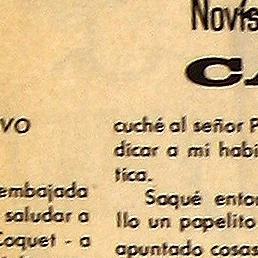 Novís
CA
VO
embajada
saludar a
Coquet - a
cuché al señor P
dicar a mi habi
tica.
Saqué entor
llo un papelito
apuntado cosas